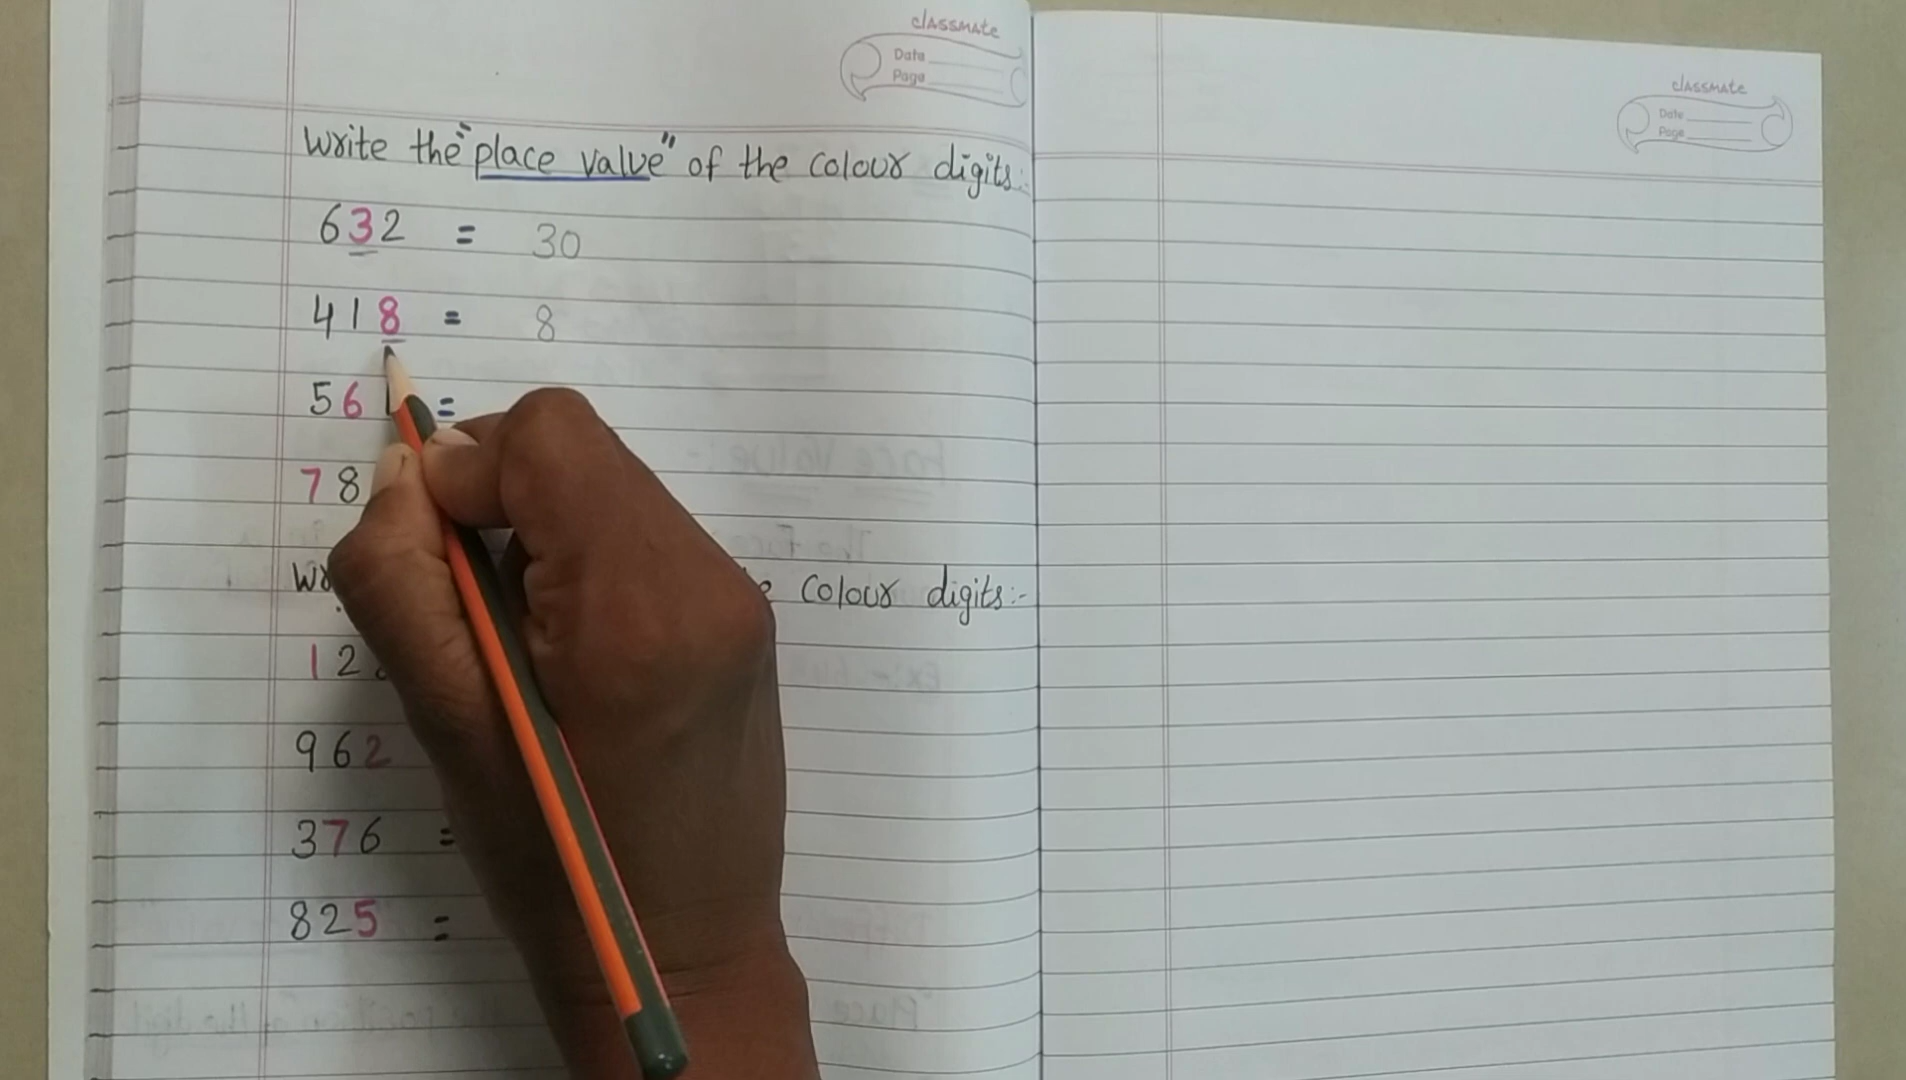 classmate
Date
Page
classmate
Date
Page
Write the "place value" of the colour digits:
632 = 30
418 = 8
561 =
78
colour digits:-
12
962
376 =
825 =